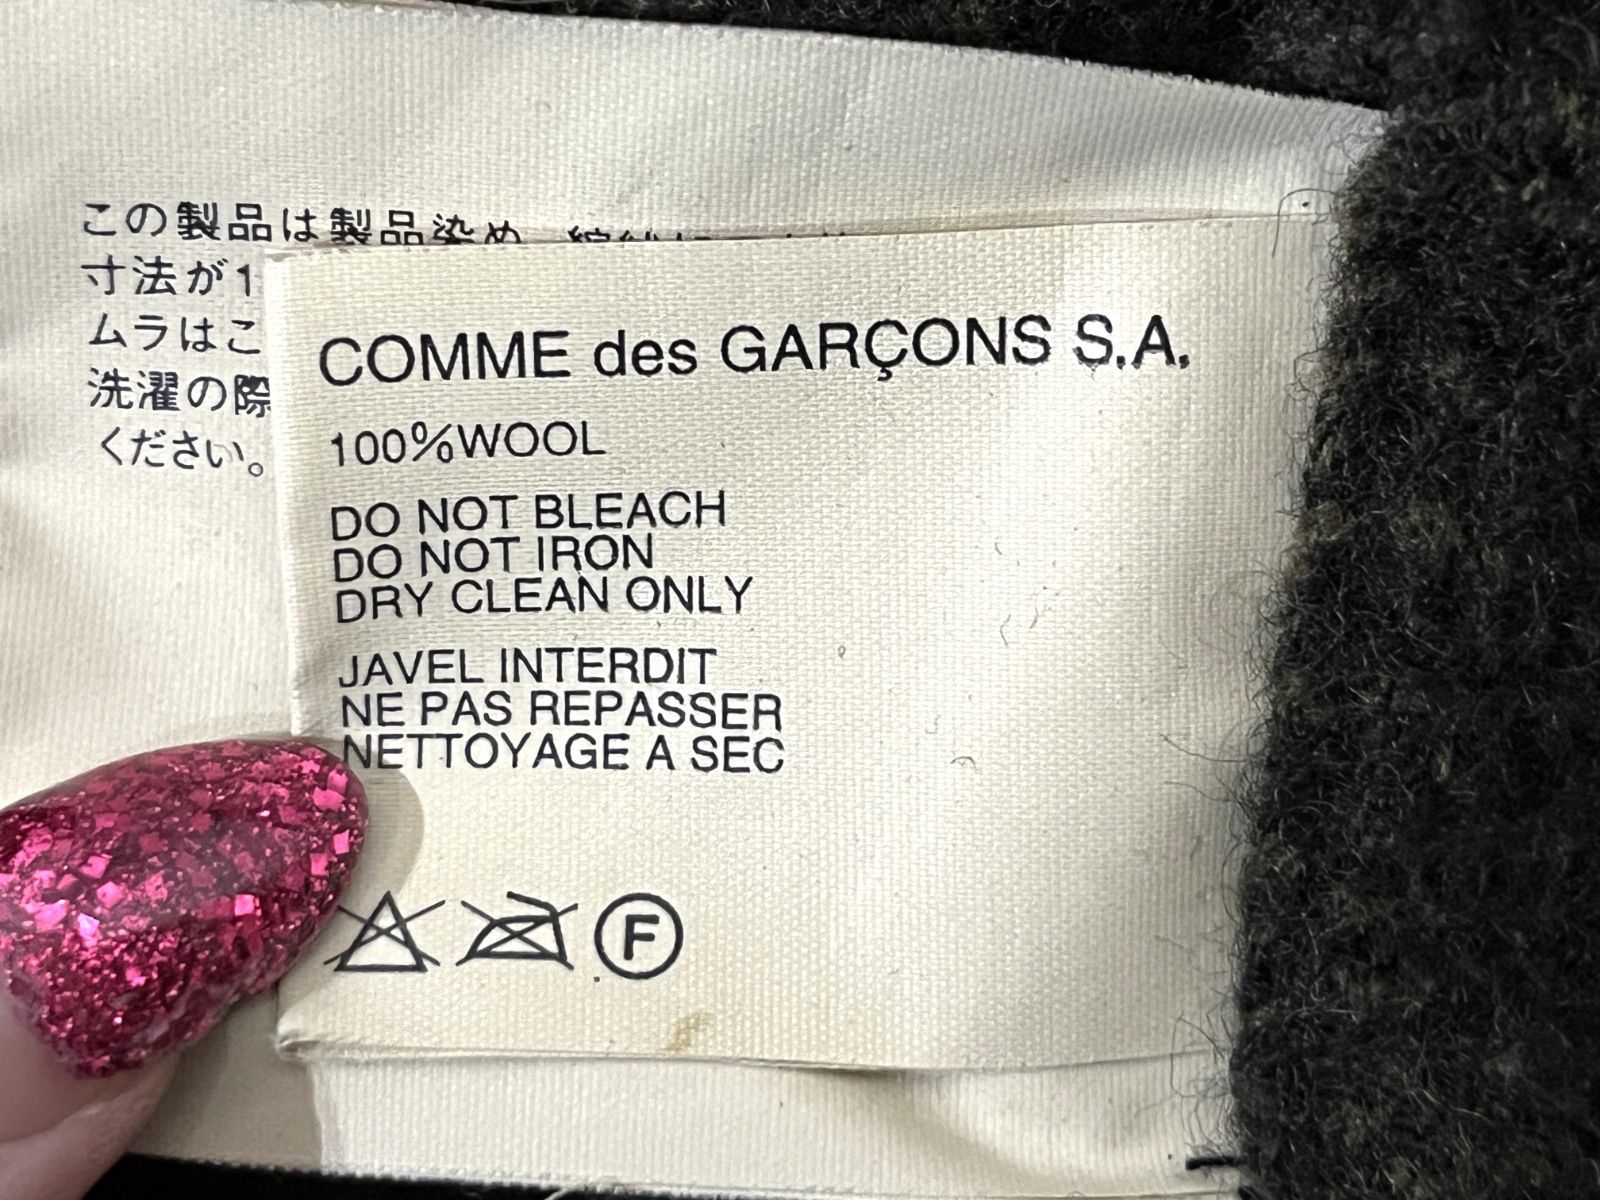 この製品は製品染め
寸法が1
ムラはこ
洗濯の際
ください。
COMME des GARÇONS S.A.
100%WOOL
DO NOT BLEACH
DO NOT IRON
DRY CLEAN ONLY
JAVEL INTERDIT
NE PAS REPASSER
NETTOYAGE A SEC
F